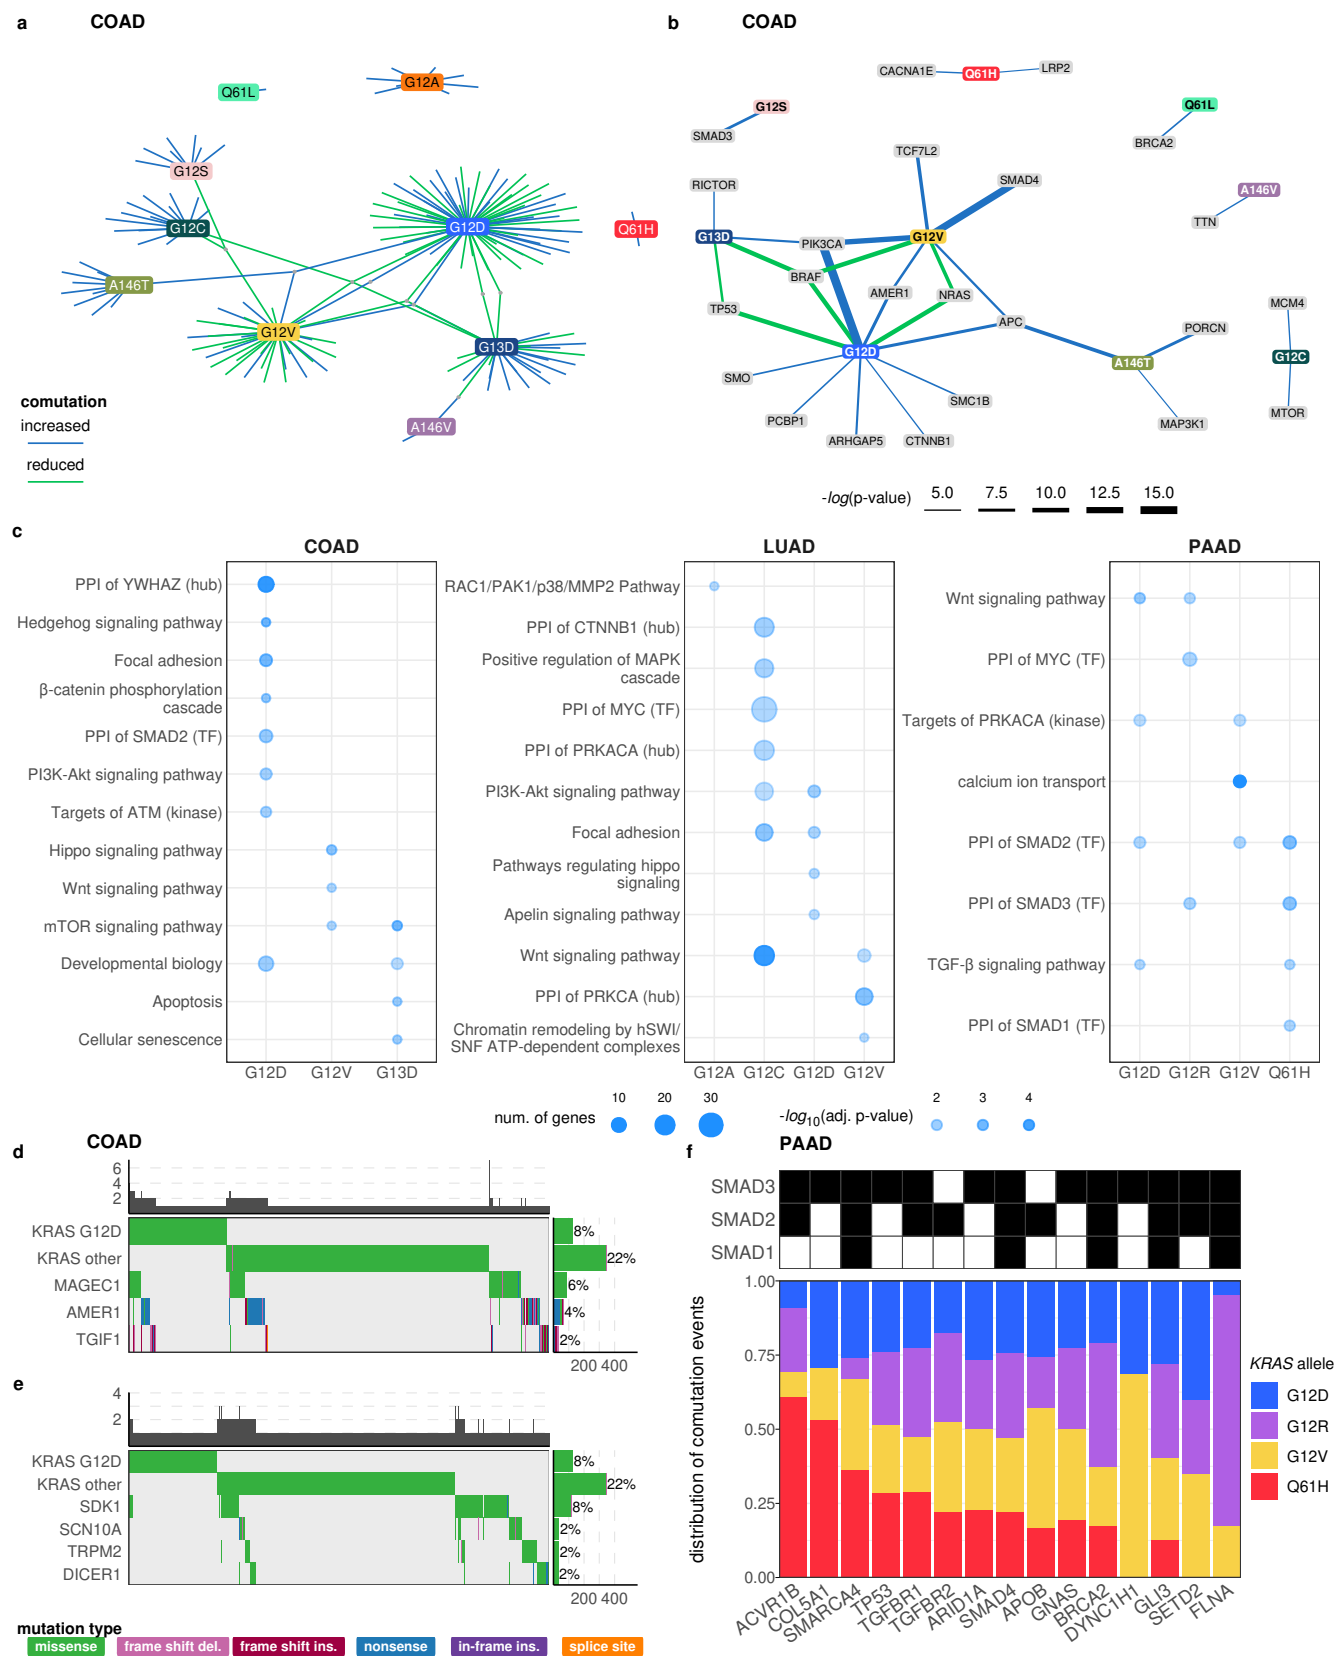 a COAD
Q61L
G12A
G12S
G12C
G12D
Q61H
A146T
G12V
G13D
A146V
comutation
increased
reduced
b COAD
CACNA1E
Q61H
LRP2
G12S
SMAD3
Q61L
BRCA2
TCF7L2
SMAD4
RICTOR
A146V
TTN
G13D
PIK3CA
G12V
BRAF
AMER1
NRAS
TP53
APC
MCM4
PORCN
G12D
A146T
G12C
SMO
SMC1B
PCBP1
MAP3K1
MTOR
ARHGAP5
CTNNB1
-log(p-value) 5.0 7.5 10.0 12.5 15.0
c
COAD
PPI of YWHAZ (hub)
Hedgehog signaling pathway
Focal adhesion
β-catenin phosphorylation
cascade
PPI of SMAD2 (TF)
PI3K-Akt signaling pathway
Targets of ATM (kinase)
Hippo signaling pathway
Wnt signaling pathway
mTOR signaling pathway
Developmental biology
Apoptosis
Cellular senescence
G12D G12V G13D
LUAD
RAC1/PAK1/p38/MMP2 Pathway
PPI of CTNNB1 (hub)
Positive regulation of MAPK
cascade
PPI of MYC (TF)
PPI of PRKACA (hub)
PI3K-Akt signaling pathway
Focal adhesion
Pathways regulating hippo
signaling
Apelin signaling pathway
Wnt signaling pathway
PPI of PRKCA (hub)
Chromatin remodeling by hSWI/
SNF ATP-dependent complexes
G12A G12C G12D G12V
PAAD
Wnt signaling pathway
PPI of MYC (TF)
Targets of PRKACA (kinase)
calcium ion transport
PPI of SMAD2 (TF)
PPI of SMAD3 (TF)
TGF-β signaling pathway
PPI of SMAD1 (TF)
G12D G12R G12V Q61H
num. of genes 10 20 30
-log10(adj. p-value) 2 3 4
d
COAD
6
4
2
KRAS G12D 8%
KRAS other 22%
MAGEC1 6%
AMER1 4%
TGIF1 2%
200 400
e
4
2
KRAS G12D 8%
KRAS other 22%
SDK1 8%
SCN10A 2%
TRPM2 2%
DICER1 2%
200 400
mutation type
missense frame shift del. frame shift ins. nonsense in-frame ins. splice site
f
PAAD
SMAD3
SMAD2
SMAD1
distribution of comutation events
1.00
0.75
0.50
0.25
0.00
ACVR1B
COL5A1
SMARCA4
TP53
TGFBR1
TGFBR2
ARID1A
SMAD4
APOB
GNAS
BRCA2
DYNC1H1
GLI3
SETD2
FLNA
KRAS allele
G12D
G12R
G12V
Q61H